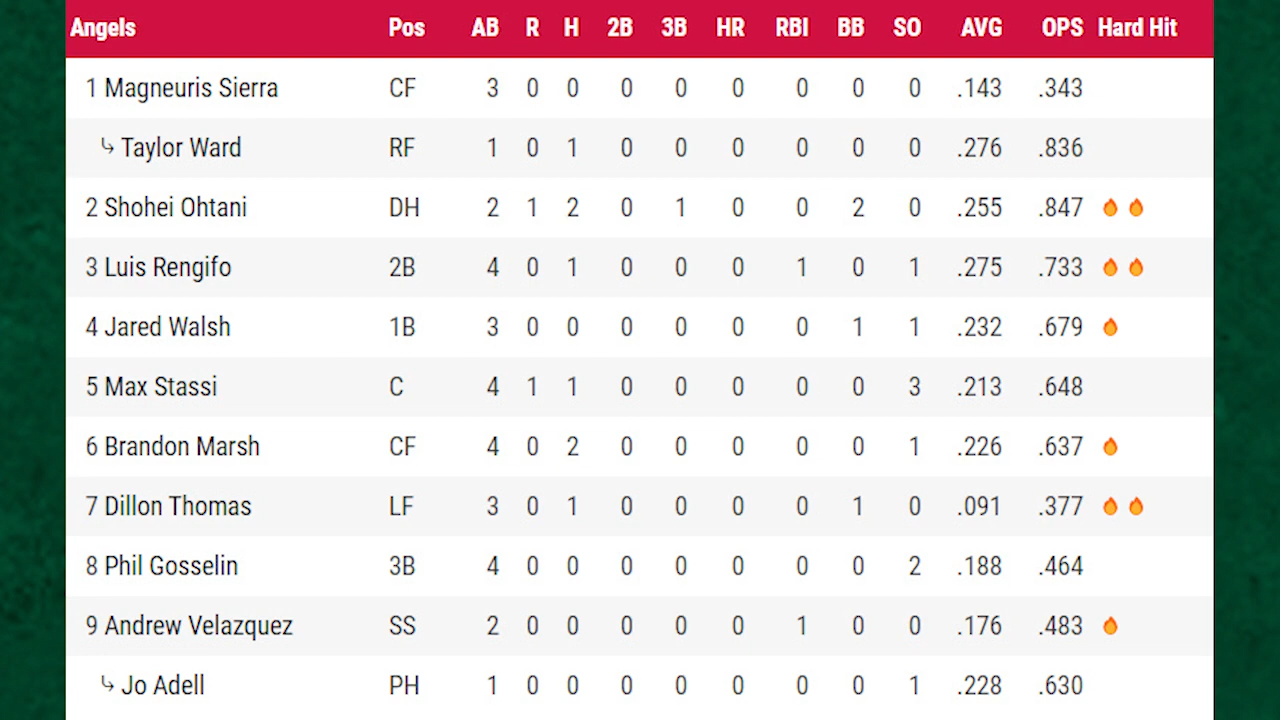 Angels Pos AB R H 2B 3B HR RBI BB SO AVG OPS Hard Hit
1 Magneuris Sierra CF 3 0 0 0 0 0 0 0 0 .143 .343
↳ Taylor Ward RF 1 0 1 0 0 0 0 0 0 .276 .836
2 Shohei Ohtani DH 2 1 2 0 1 0 0 2 0 .255 .847
3 Luis Rengifo 2B 4 0 1 0 0 0 1 0 1 .275 .733
4 Jared Walsh 1B 3 0 0 0 0 0 0 1 1 .232 .679
5 Max Stassi C 4 1 1 0 0 0 0 0 3 .213 .648
6 Brandon Marsh CF 4 0 2 0 0 0 0 0 1 .226 .637
7 Dillon Thomas LF 3 0 1 0 0 0 0 1 0 .091 .377
8 Phil Gosselin 3B 4 0 0 0 0 0 0 0 2 .188 .464
9 Andrew Velazquez SS 2 0 0 0 0 0 1 0 0 .176 .483
↳ Jo Adell PH 1 0 0 0 0 0 0 0 1 .228 .630